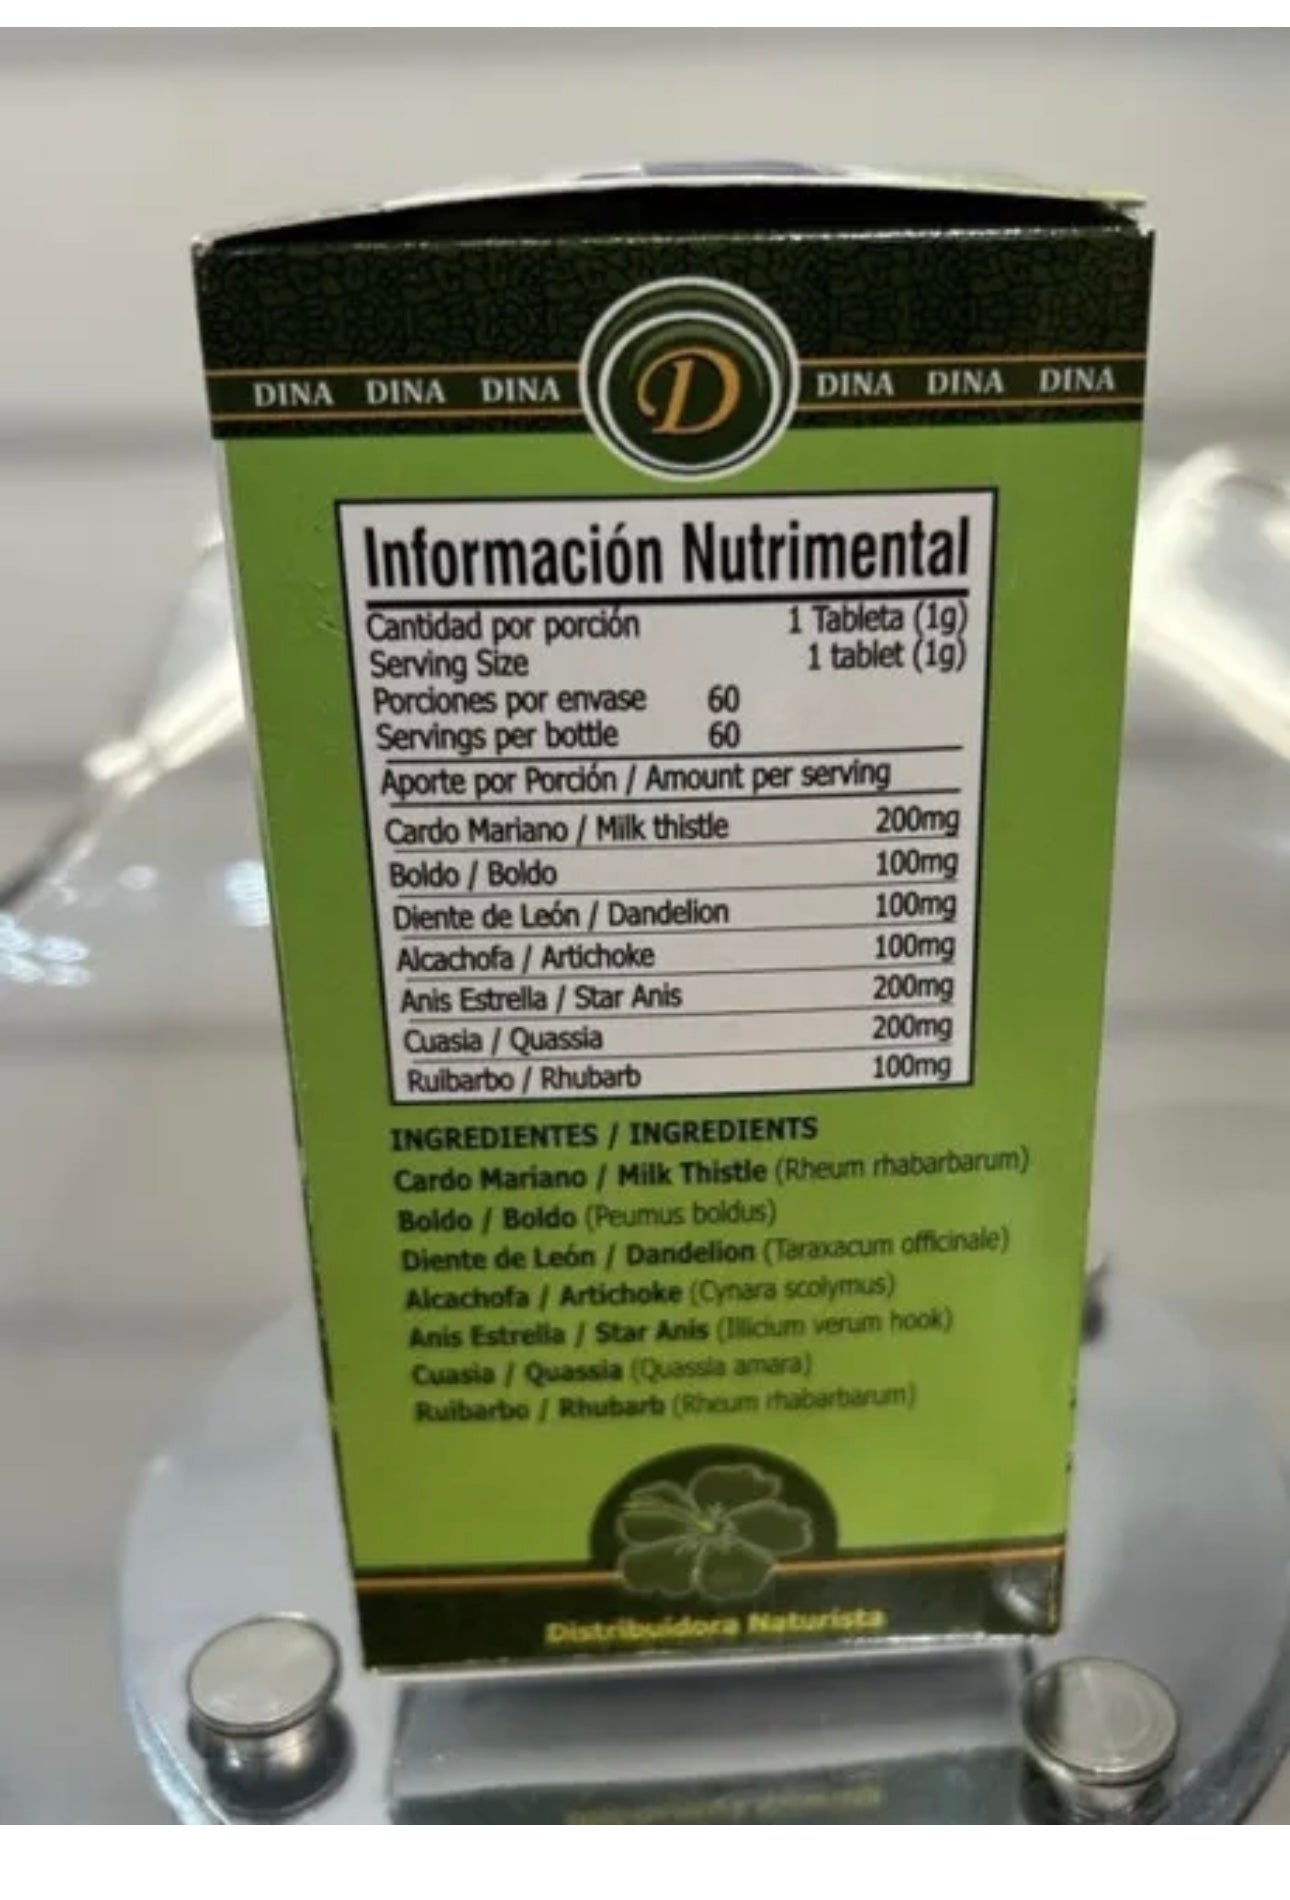 DINA DINA DINA D DINA DINA DINA
Información Nutrimental
Cantidad por porción 1 Tableta (1g)
Serving Size 1 tablet (1g)
Porciones por envase 60
Servings per bottle 60
Aporte por Porción / Amount per serving
Cardo Mariano / Milk thistle 200mg
Boldo / Boldo 100mg
Diente de León / Dandelion 100mg
Alcachofa / Artichoke 100mg
Anis Estrella / Star Anis 200mg
Cuasia / Quassia 200mg
Ruibarbo / Rhubarb 100mg
INGREDIENTES / INGREDIENTS
Cardo Mariano / Milk Thistle (Rheum rhabarbarum)
Boldo / Boldo (Peumus boldus)
Diente de León / Dandelion (Taraxacum officinale)
Alcachofa / Artichoke (Cynara scolymus)
Anis Estrella / Star Anis (Illicium verum hook)
Cuasia / Quassia (Quassia amara)
Ruibarbo / Rhubarb (Rheum rhabarbarum)
Distribuidora Naturista